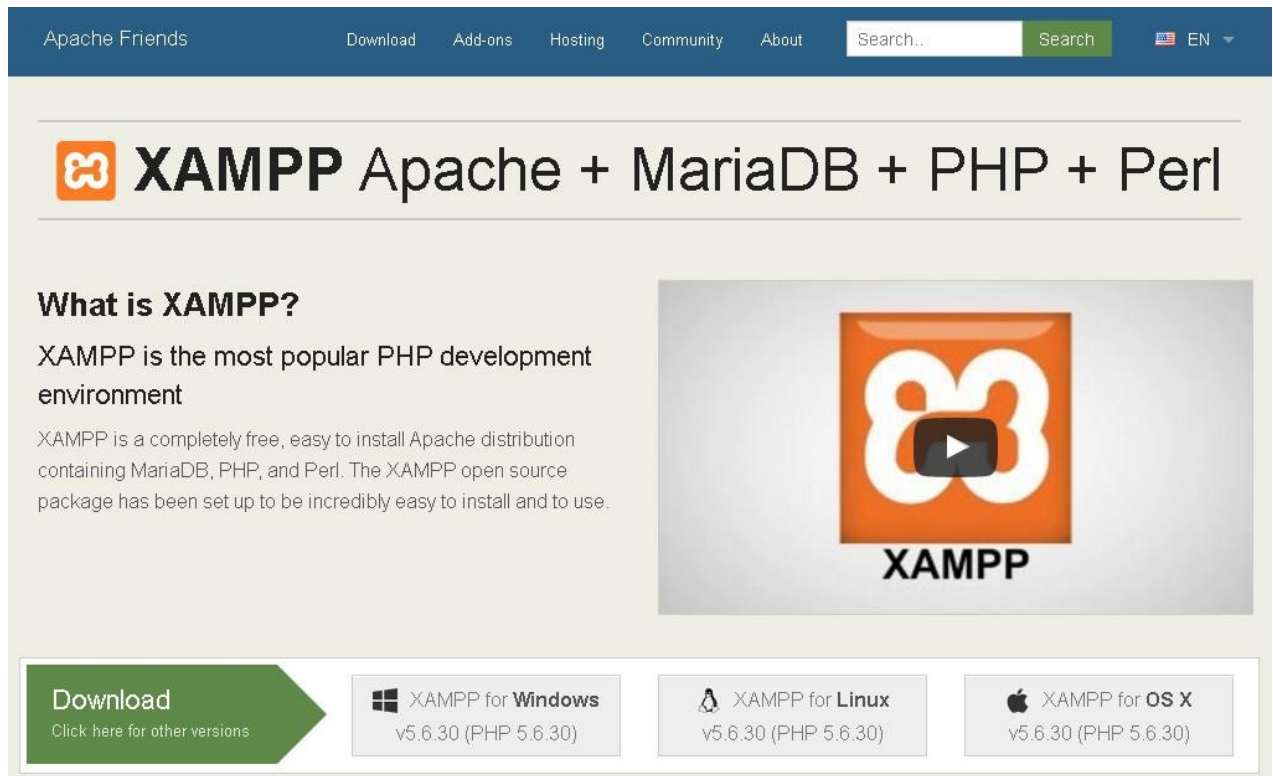 Apache Friends
Download Add-ons Hosting Community About Search.. Search EN
XAMPP Apache + MariaDB + PHP + Perl
What is XAMPP?
XAMPP is the most popular PHP development
environment
XAMPP is a completely free, easy to install Apache distribution
containing MariaDB, PHP, and Perl. The XAMPP open source
package has been set up to be incredibly easy to install and to use.
XAMPP
Download
Click here for other versions
XAMPP for Windows
v5.6.30 (PHP 5.6.30)
XAMPP for Linux
v5.6.30 (PHP 5.6.30)
XAMPP for OS X
v5.6.30 (PHP 5.6.30)